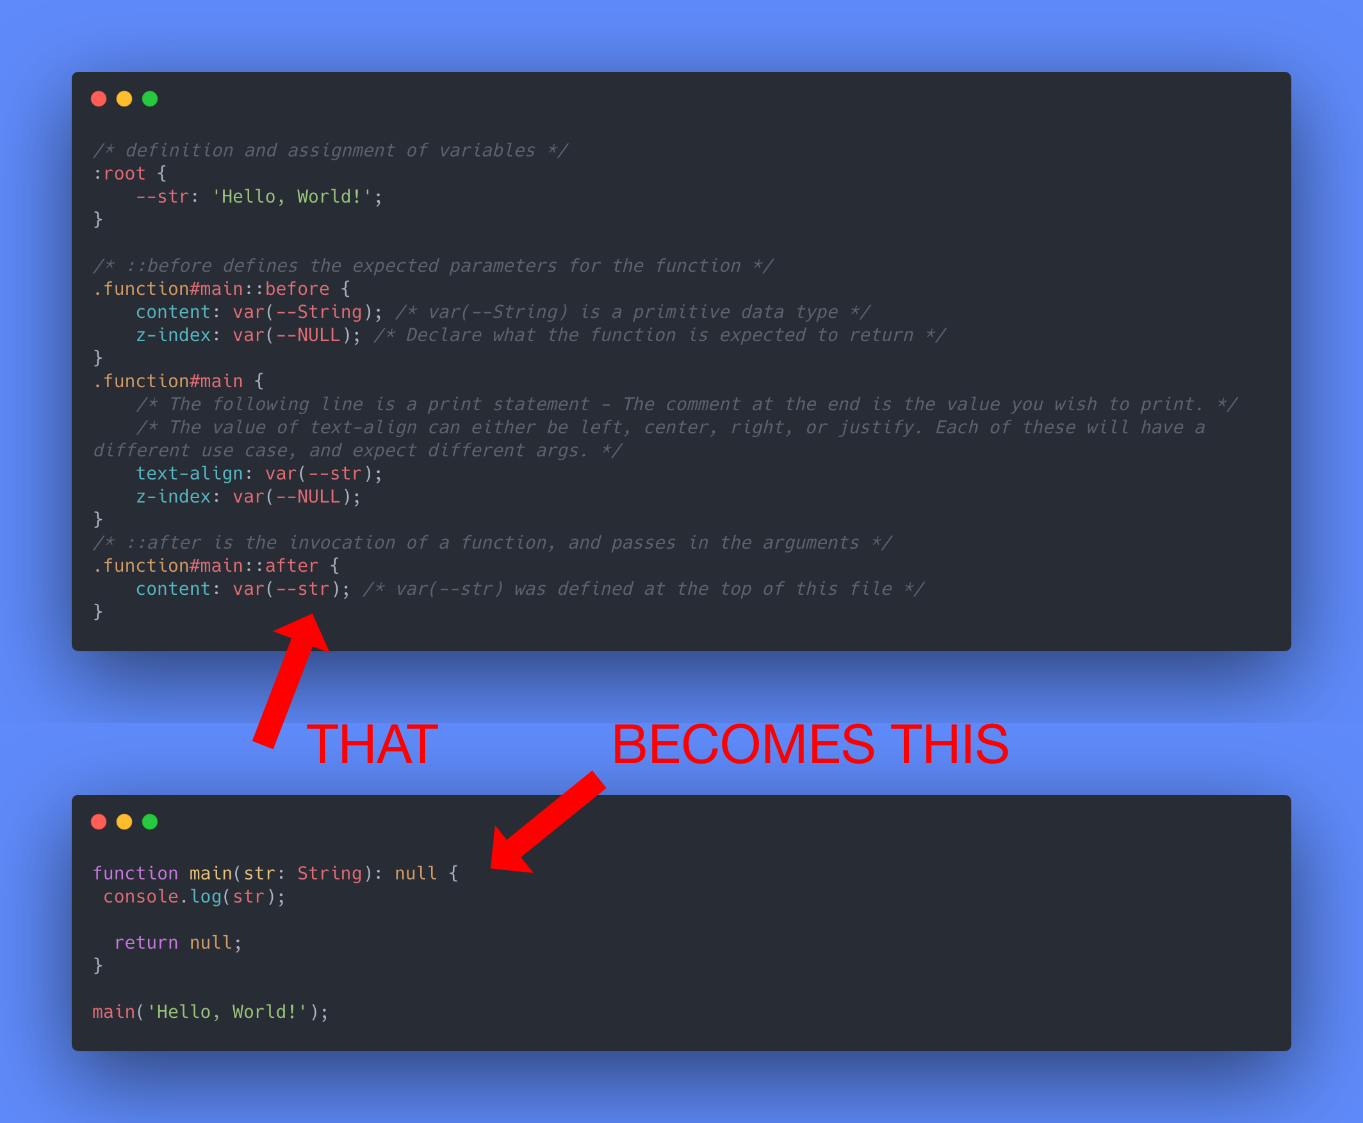 /* definition and assignment of variables */
:root {
    --str: 'Hello, World!';
}
/* ::before defines the expected parameters for the function */
.function#main::before {
    content: var(--String); /* var(--String) is a primitive data type */
    z-index: var(--NULL); /* Declare what the function is expected to return */
}
.function#main {
    /* The following line is a print statement - The comment at the end is the value you wish to print. */
    /* The value of text-align can either be left, center, right, or justify. Each of these will have a
different use case, and expect different args. */
    text-align: var(--str);
    z-index: var(--NULL);
}
/* ::after is the invocation of a function, and passes in the arguments */
.function#main::after {
    content: var(--str); /* var(--str) was defined at the top of this file */
}
THAT BECOMES THIS
function main(str: String): null {
 console.log(str);
  return null;
}
main('Hello, World!');